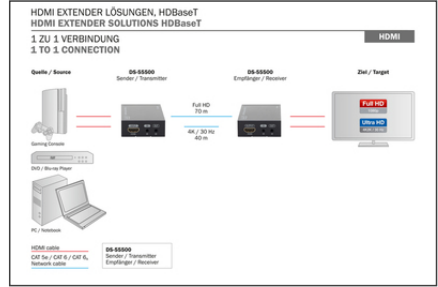 HDMI EXTENDER LÖSUNGEN, HDBaseT
HDMI EXTENDER SOLUTIONS HDBaseT
1 ZU 1 VERBINDUNG
1 TO 1 CONNECTION
HDMI
Quelle / Source
DS-55500
Sender / Transmitter
DS-55500
Empfänger / Receiver
Ziel / Target
Full HD
70 m
4K / 30 Hz
40 m
Full HD
Ultra HD
Gaming Console
DVD / Blu-ray Player
PC / Notebook
HDMI cable
CAT 5e / CAT 6 / CAT 6A
Network cable
DS-55500
Sender / Transmitter
Empfänger / Receiver